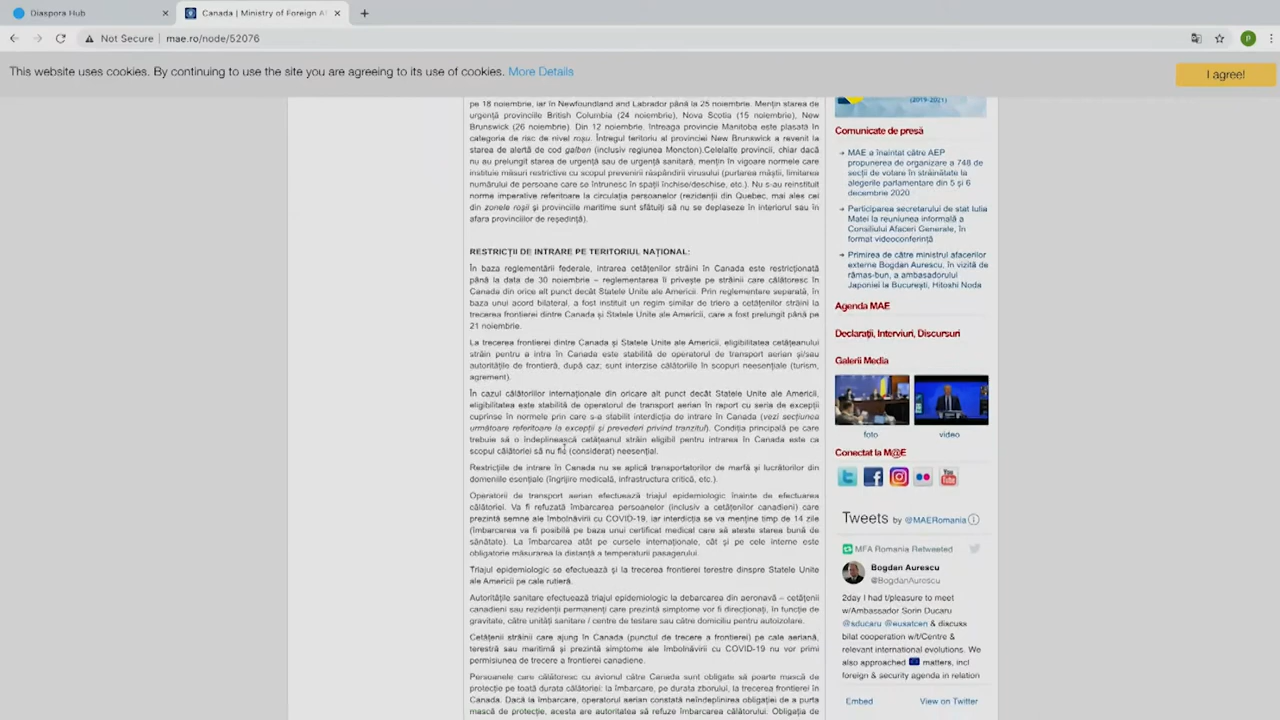 Diaspora Hub
Canada | Ministry of Foreign Af
Not Secure | mae.ro/node/52076
This website uses cookies. By continuing to use the site you are agreeing to its use of cookies. More Details
I agree!
pe 18 noiembrie, iar în Newfoundland and Labrador până la 25 noiembrie. Mențin starea de
urgență provinciile British Columbia (24 noiembrie), Nova Scotia (15 noiembrie), New
Brunswick (26 noiembrie). Din 12 noiembrie, întreaga provincie Manitoba este plasată în
categoria de risc de nivel roșu. Întregul teritoriu al provinciei New Brunswick a revenit la
starea de alertă de cod galben (inclusiv regiunea Moncton).Celelalte provincii, chiar dacă
nu au prelungit starea de urgență sau de urgență sanitară, mențin în vigoare normele care
instituie măsuri restrictive cu scopul prevenirii răspândirii virusului (purtarea măștii, limitarea
numărului de persoane care se întrunesc în spații închise/deschise, etc.). Nu s-au reinstituit
norme imperative referitoare la circulația persoanelor (rezidenții din Quebec, mai ales cei
din zonele roșii și provinciile maritime sunt sfătuiți să nu se deplaseze în interiorul sau în
afara provinciilor de reședință).
RESTRICȚII DE INTRARE PE TERITORIUL NAȚIONAL:
În baza reglementării federale, intrarea cetățenilor străini în Canada este restricționată
până la data de 30 noiembrie – reglementarea îi privește pe străinii care călătoresc în
Canada din orice alt punct decât Statele Unite ale Americii. Prin reglementare separată, în
baza unui acord bilateral, a fost instituit un regim similar de triere a cetățenilor străini la
trecerea frontierei dintre Canada și Statele Unite ale Americii, care a fost prelungit până pe
21 noiembrie.
La trecerea frontierei dintre Canada și Statele Unite ale Americii, eligibilitatea cetățeanului
străin pentru a intra în Canada este stabilită de operatorul de transport aerian și/sau
autoritățile de frontieră, după caz; sunt interzise călătoriile în scopuri neesențiale (turism,
agrement).
În cazul călătoriilor internaționale din oricare alt punct decât Statele Unite ale Americii,
eligibilitatea este stabilită de operatorul de transport aerian în raport cu seria de excepții
cuprinse în normele prin care s-a stabilit interdicția de intrare în Canada (vezi secțiunea
următoare referitoare la excepții și prevederi privind tranzitul). Condiția principală pe care
trebuie să o îndeplinească cetățeanul străin eligibil pentru intrarea în Canada este ca
scopul călătoriei să nu fie (considerat) neesențial.
Restricțiile de intrare în Canada nu se aplică transportatorilor de marfă și lucrătorilor din
domeniile esențiale (îngrijire medicală, infrastructura critică, etc.).
Operatorii de transport aerian efectuează triajul epidemiologic înainte de efectuarea
călătoriei. Va fi refuzată îmbarcarea persoanelor (inclusiv a cetățenilor canadieni) care
prezintă semne ale îmbolnăvirii cu COVID-19, iar interdicția se va menține timp de 14 zile
(îmbarcarea va fi posibilă pe baza unui certificat medical care să ateste starea bună de
sănătate). La îmbarcarea atât pe cursele internaționale, cât și pe cele interne este
obligatorie măsurarea la distanță a temperaturii pasagerului.
Triajul epidemiologic se efectuează și la trecerea frontierei terestre dinspre Statele Unite
ale Americii pe cale rutieră.
Autoritățile sanitare efectuează triajul epidemiologic la debarcarea din aeronavă – cetățenii
canadieni sau rezidenții permanenți care prezintă simptome vor fi direcționați, în funcție de
gravitate, către unități sanitare / centre de testare sau către domiciliu pentru autoizolare.
Cetățenii străinii care ajung în Canada (punctul de trecere a frontierei) pe cale aeriană,
terestră sau maritimă și prezintă simptome ale îmbolnăvirii cu COVID-19 nu vor primi
permisiunea de trecere a frontierei canadiene.
Persoanele care călătoresc cu avionul către Canada sunt obligate să poarte mască de
protecție pe toată durata călătoriei: la îmbarcare, pe durata zborului, la trecerea frontierei în
Canada. Dacă la îmbarcare, operatorul aerian constată neîndeplinirea obligației de a purta
mască de protecție, acesta are autoritatea să refuze îmbarcarea călătorului. Obligația de
(2019-2021)
Comunicate de presă
MAE a înaintat către AEP
propunerea de organizare a 748 de
secții de votare în străinătate la
alegerile parlamentare din 5 și 6
decembrie 2020
Participarea secretarului de stat Iulia
Matei la reuniunea informală a
Consiliului Afaceri Generale, în
format videoconferință
Primirea de către ministrul afacerilor
externe Bogdan Aurescu, în vizită de
rămas-bun, a ambasadorului
Japoniei la București, Hitoshi Noda
Agenda MAE
Declarații, Interviuri, Discursuri
Galerii Media
foto video
Conectat la M@E
You Tube
Tweets by @MAERomania
MFA Romania Retweeted
Bogdan Aurescu
@BogdanAurescu
2day I had t/pleasure to meet
w/Ambassador Sorin Ducaru
@sducaru @eusatcen & discuss
bilat cooperation w/t/Centre &
relevant international evolutions. We
also approached matters, incl
foreign & security agenda in relation
Embed View on Twitter